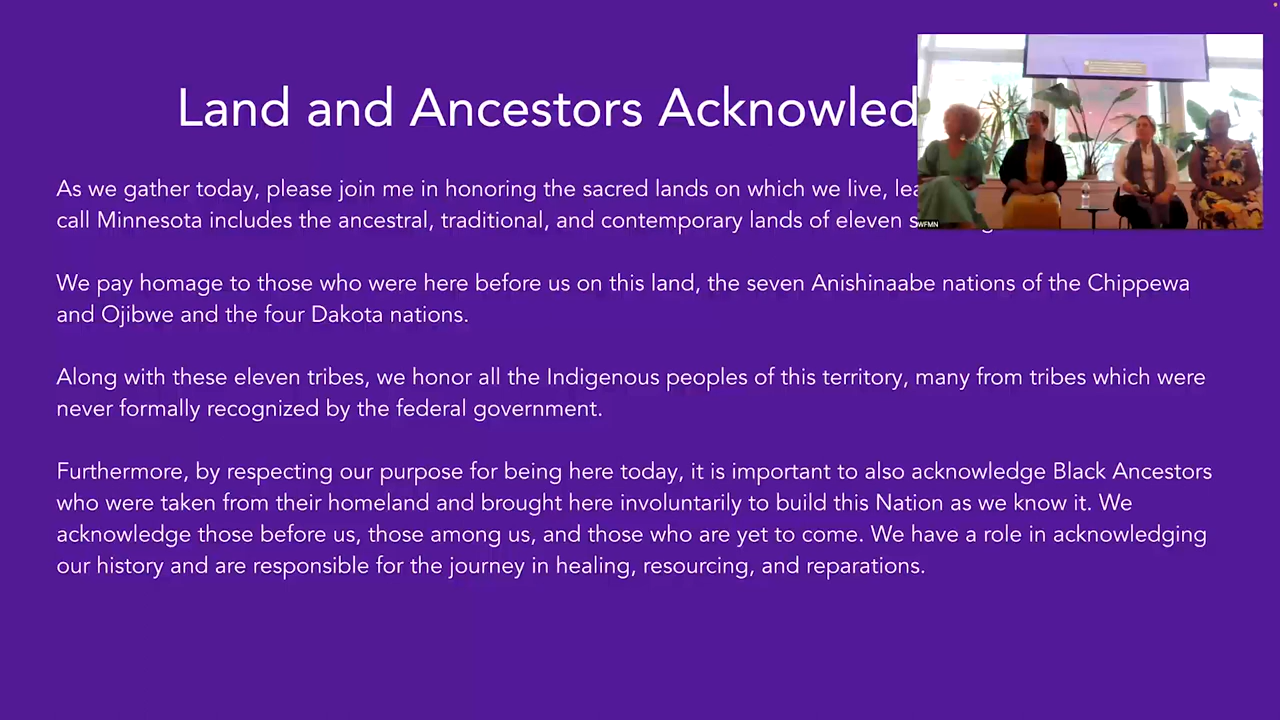 Land and Ancestors Acknowled
As we gather today, please join me in honoring the sacred lands on which we live,
call Minnesota includes the ancestral, traditional, and contemporary lands of eleven
WFMN
We pay homage to those who were here before us on this land, the seven Anishinaabe nations of the Chippewa
and Ojibwe and the four Dakota nations.
Along with these eleven tribes, we honor all the Indigenous peoples of this territory, many from tribes which were
never formally recognized by the federal government.
Furthermore, by respecting our purpose for being here today, it is important to also acknowledge Black Ancestors
who were taken from their homeland and brought here involuntarily to build this Nation as we know it. We
acknowledge those before us, those among us, and those who are yet to come. We have a role in acknowledging
our history and are responsible for the journey in healing, resourcing, and reparations.